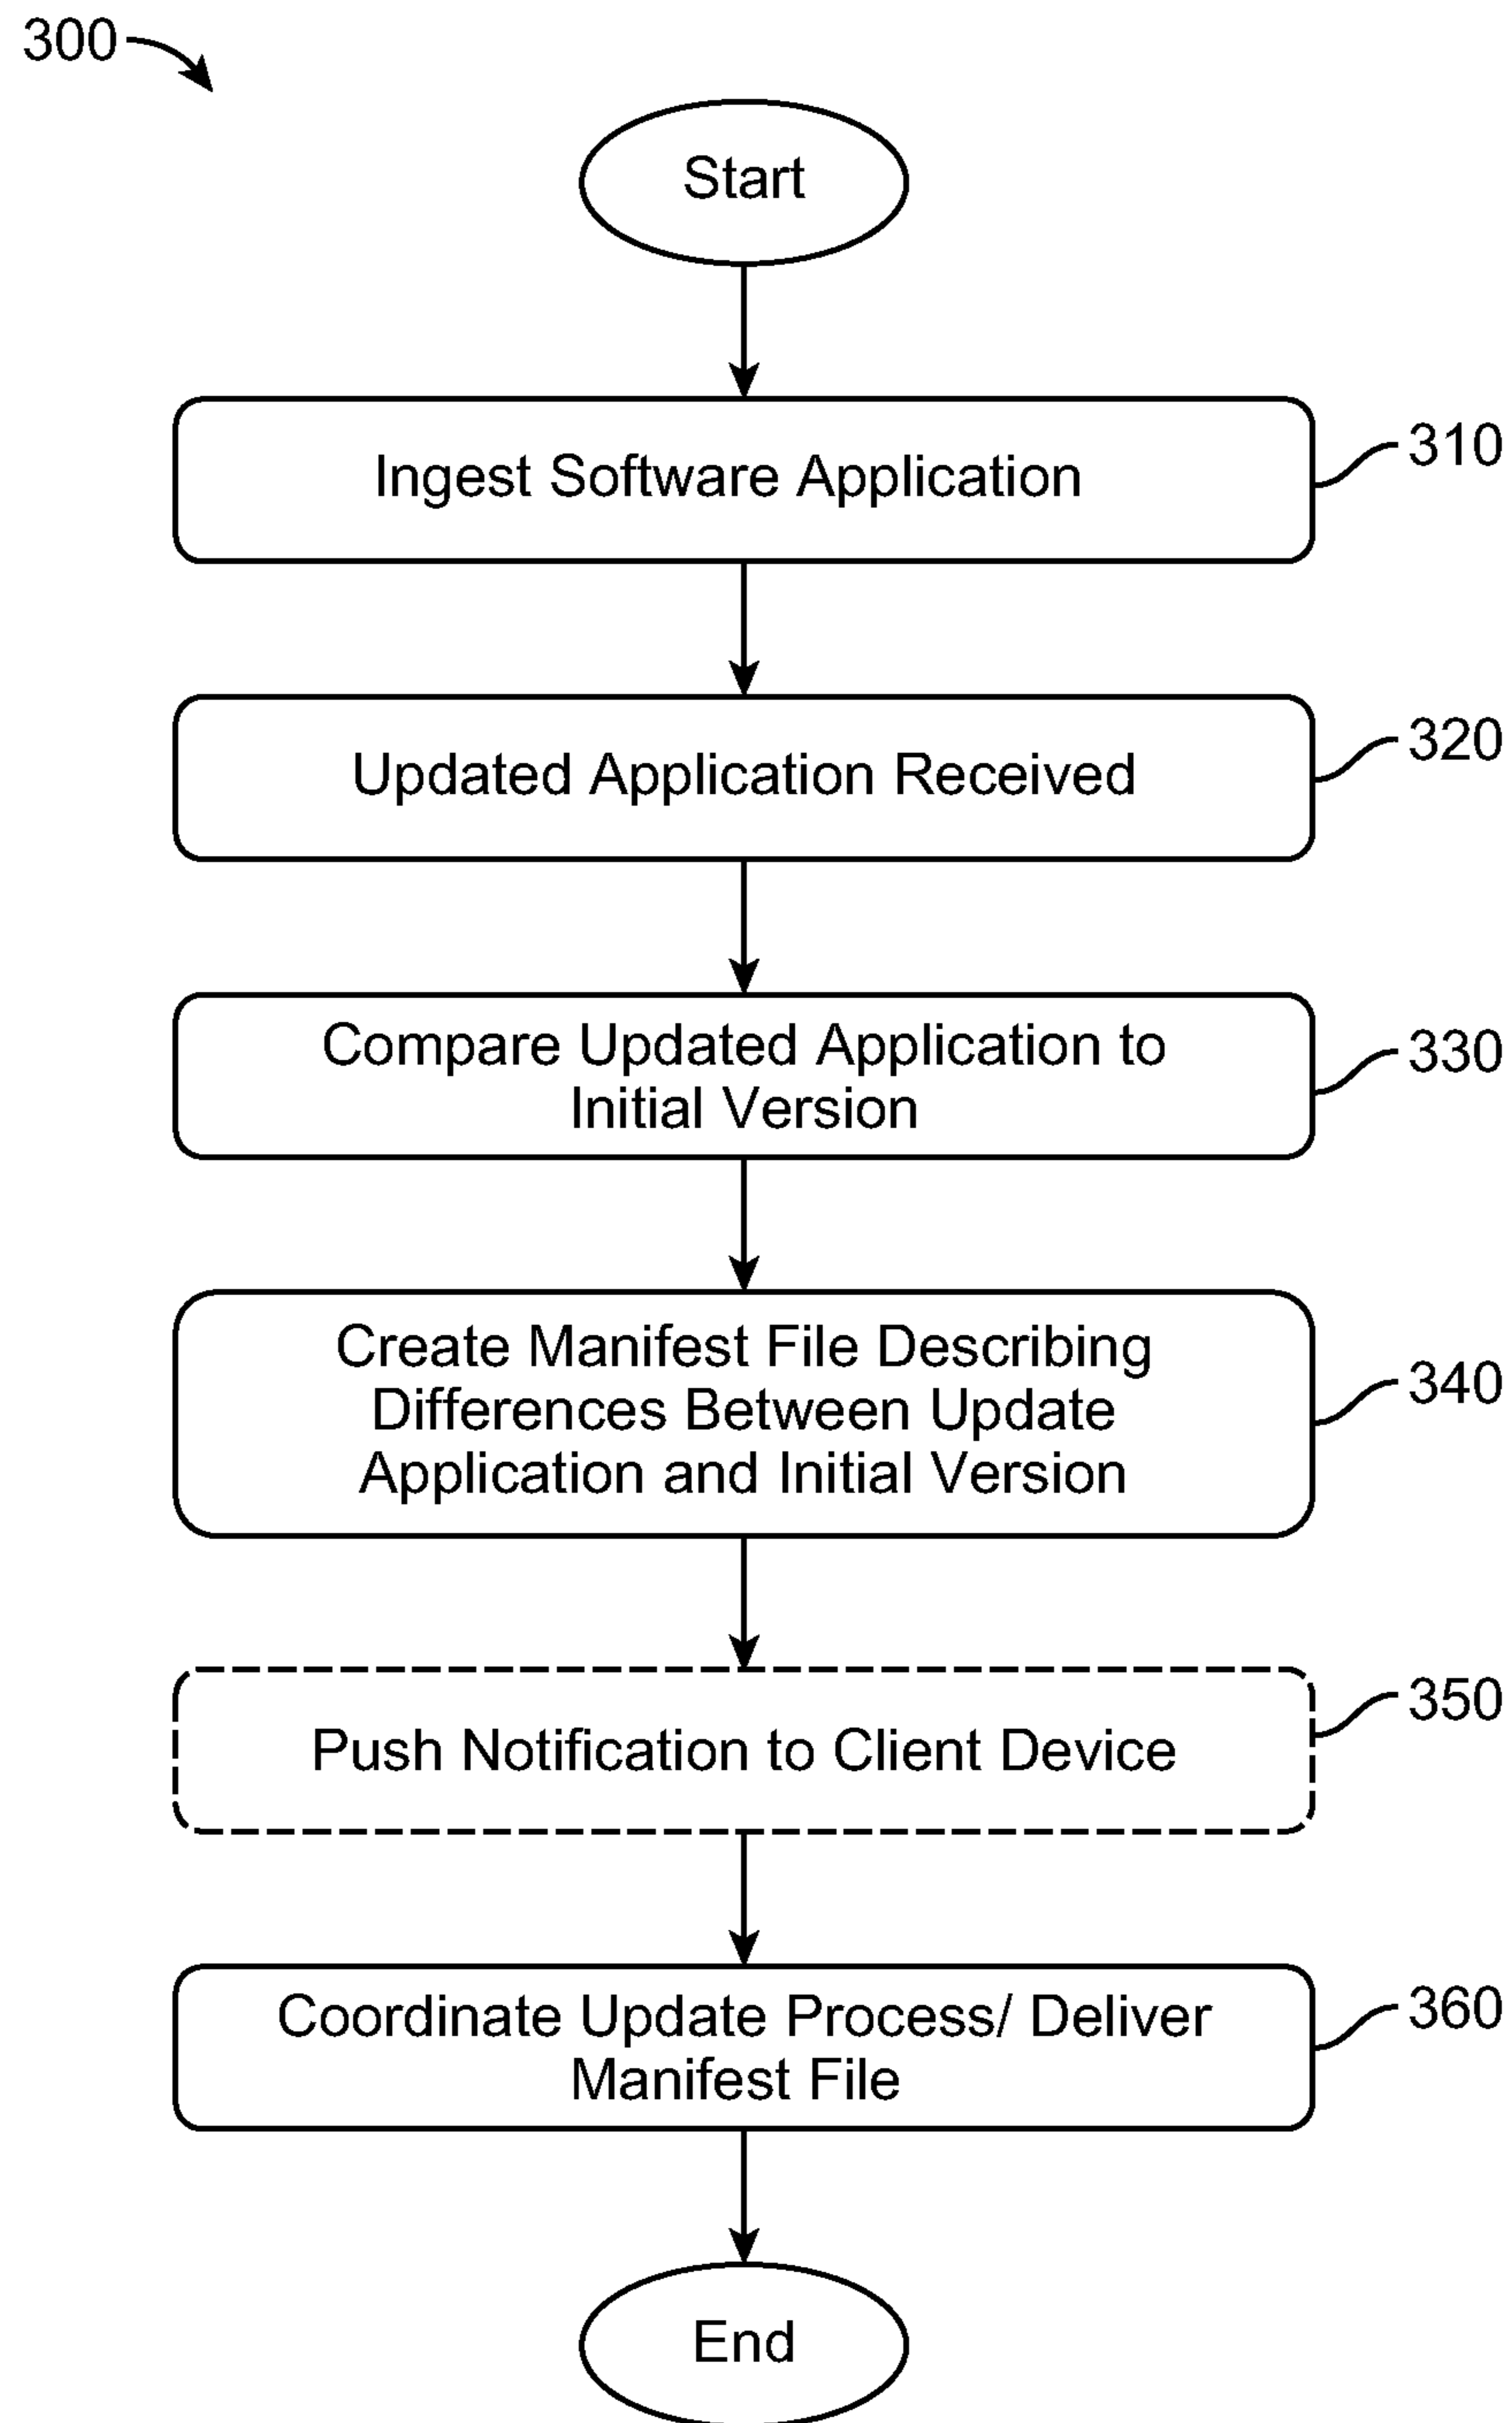 300
Start
Ingest Software Application
310
Updated Application Received
320
Compare Updated Application to
Initial Version
330
Create Manifest File Describing
Differences Between Update
Application and Initial Version
340
Push Notification to Client Device
350
Coordinate Update Process/ Deliver
Manifest File
360
End